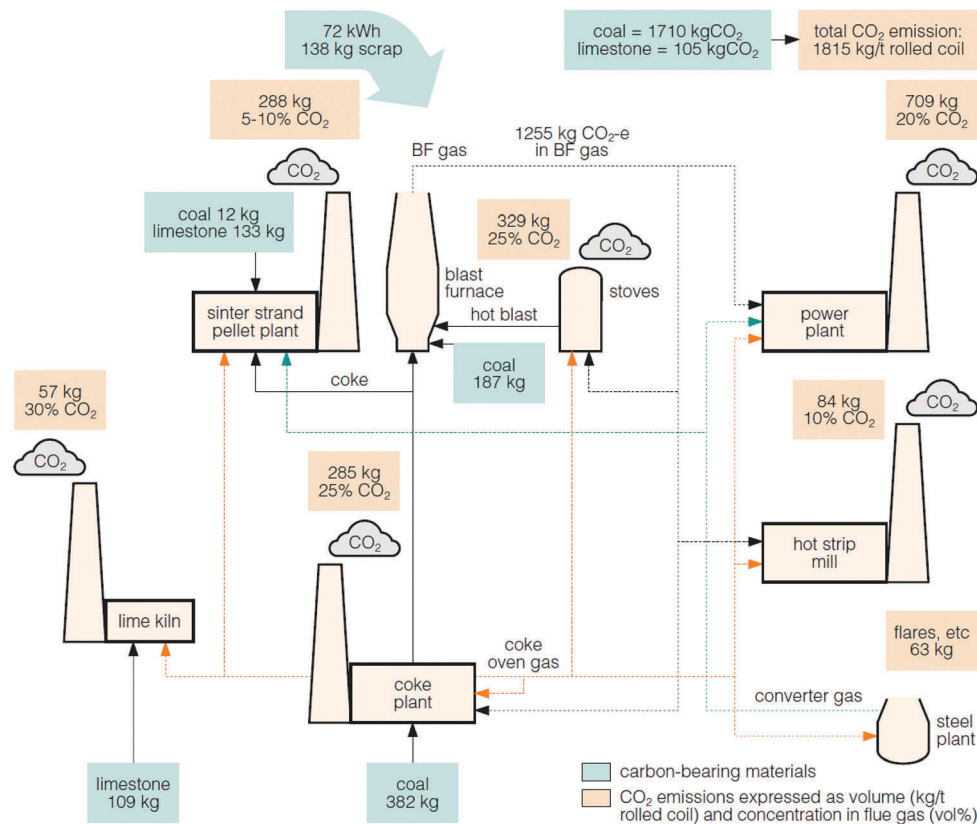 72 kWh
138 kg scrap
coal = 1710 kgCO₂
limestone = 105 kgCO₂
total CO₂ emission:
1815 kg/t rolled coil
288 kg
5-10% CO₂
709 kg
20% CO₂
BF gas
1255 kg CO₂-e
in BF gas
CO₂
CO₂
coal 12 kg
limestone 133 kg
329 kg
25% CO₂
CO₂
blast
furnace
stoves
sinter strand
pellet plant
hot blast
power
plant
coke
coal
187 kg
57 kg
30% CO₂
84 kg
10% CO₂
CO₂
CO₂
285 kg
25% CO₂
CO₂
hot strip
mill
lime kiln
flares, etc
63 kg
coke
oven gas
coke
plant
converter gas
steel
plant
limestone
109 kg
coal
382 kg
carbon-bearing materials
CO₂ emissions expressed as volume (kg/t
rolled coil) and concentration in flue gas (vol%)